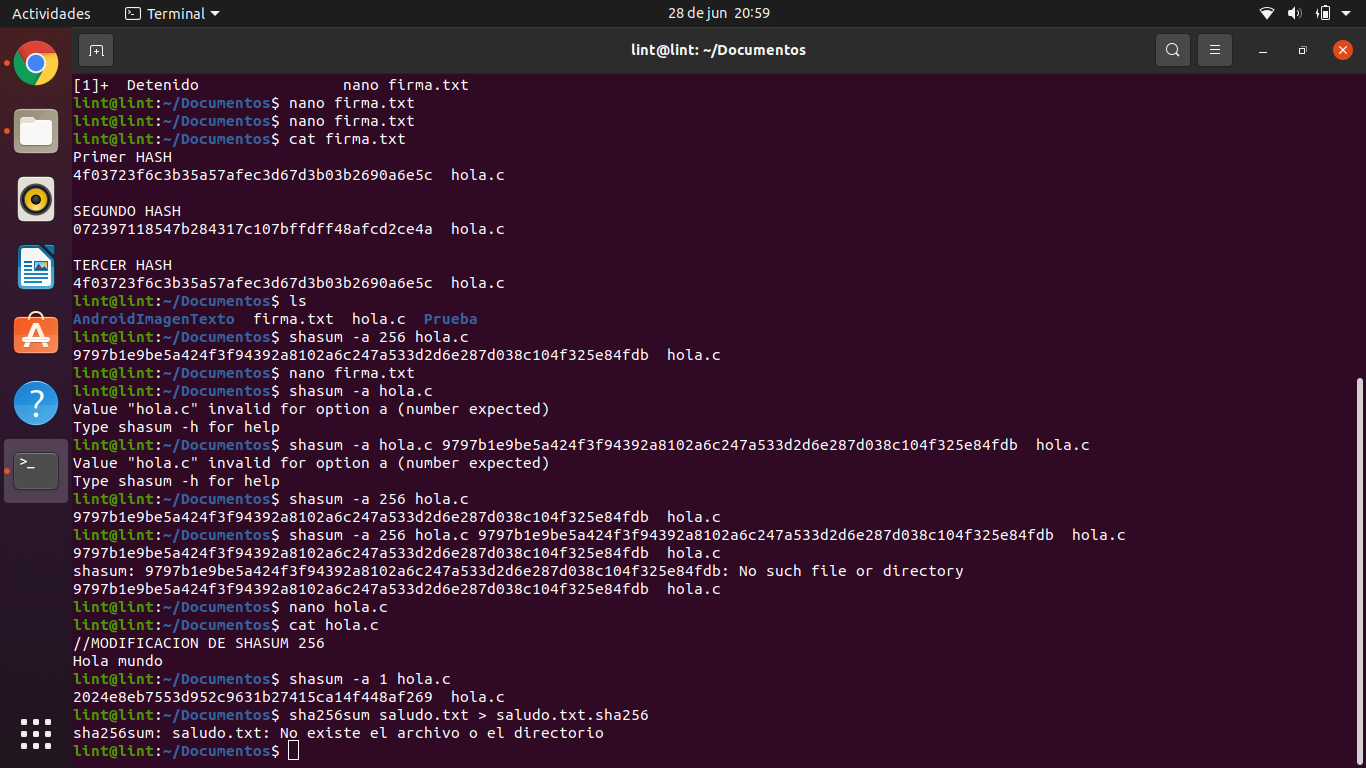 Actividades
Terminal
28 de jun 20:59
lint@lint: ~/Documentos
[1]+  Detenido                nano firma.txt
lint@lint:~/Documentos$ nano firma.txt
lint@lint:~/Documentos$ nano firma.txt
lint@lint:~/Documentos$ cat firma.txt
Primer HASH
4f03723f6c3b35a57afec3d67d3b03b2690a6e5c  hola.c
SEGUNDO HASH
072397118547b284317c107bffdff48afcd2ce4a  hola.c
TERCER HASH
4f03723f6c3b35a57afec3d67d3b03b2690a6e5c  hola.c
lint@lint:~/Documentos$ ls
AndroidImagenTexto  firma.txt  hola.c  Prueba
lint@lint:~/Documentos$ shasum -a 256 hola.c
9797b1e9be5a424f3f94392a8102a6c247a533d2d6e287d038c104f325e84fdb  hola.c
lint@lint:~/Documentos$ nano firma.txt
lint@lint:~/Documentos$ shasum -a hola.c
Value "hola.c" invalid for option a (number expected)
Type shasum -h for help
lint@lint:~/Documentos$ shasum -a hola.c 9797b1e9be5a424f3f94392a8102a6c247a533d2d6e287d038c104f325e84fdb  hola.c
Value "hola.c" invalid for option a (number expected)
Type shasum -h for help
lint@lint:~/Documentos$ shasum -a 256 hola.c
9797b1e9be5a424f3f94392a8102a6c247a533d2d6e287d038c104f325e84fdb  hola.c
lint@lint:~/Documentos$ shasum -a 256 hola.c 9797b1e9be5a424f3f94392a8102a6c247a533d2d6e287d038c104f325e84fdb  hola.c
9797b1e9be5a424f3f94392a8102a6c247a533d2d6e287d038c104f325e84fdb  hola.c
shasum: 9797b1e9be5a424f3f94392a8102a6c247a533d2d6e287d038c104f325e84fdb: No such file or directory
9797b1e9be5a424f3f94392a8102a6c247a533d2d6e287d038c104f325e84fdb  hola.c
lint@lint:~/Documentos$ nano hola.c
lint@lint:~/Documentos$ cat hola.c
//MODIFICACION DE SHASUM 256
Hola mundo
lint@lint:~/Documentos$ shasum -a 1 hola.c
2024e8eb7553d952c9631b27415ca14f448af269  hola.c
lint@lint:~/Documentos$ sha256sum saludo.txt > saludo.txt.sha256
sha256sum: saludo.txt: No existe el archivo o el directorio
lint@lint:~/Documentos$